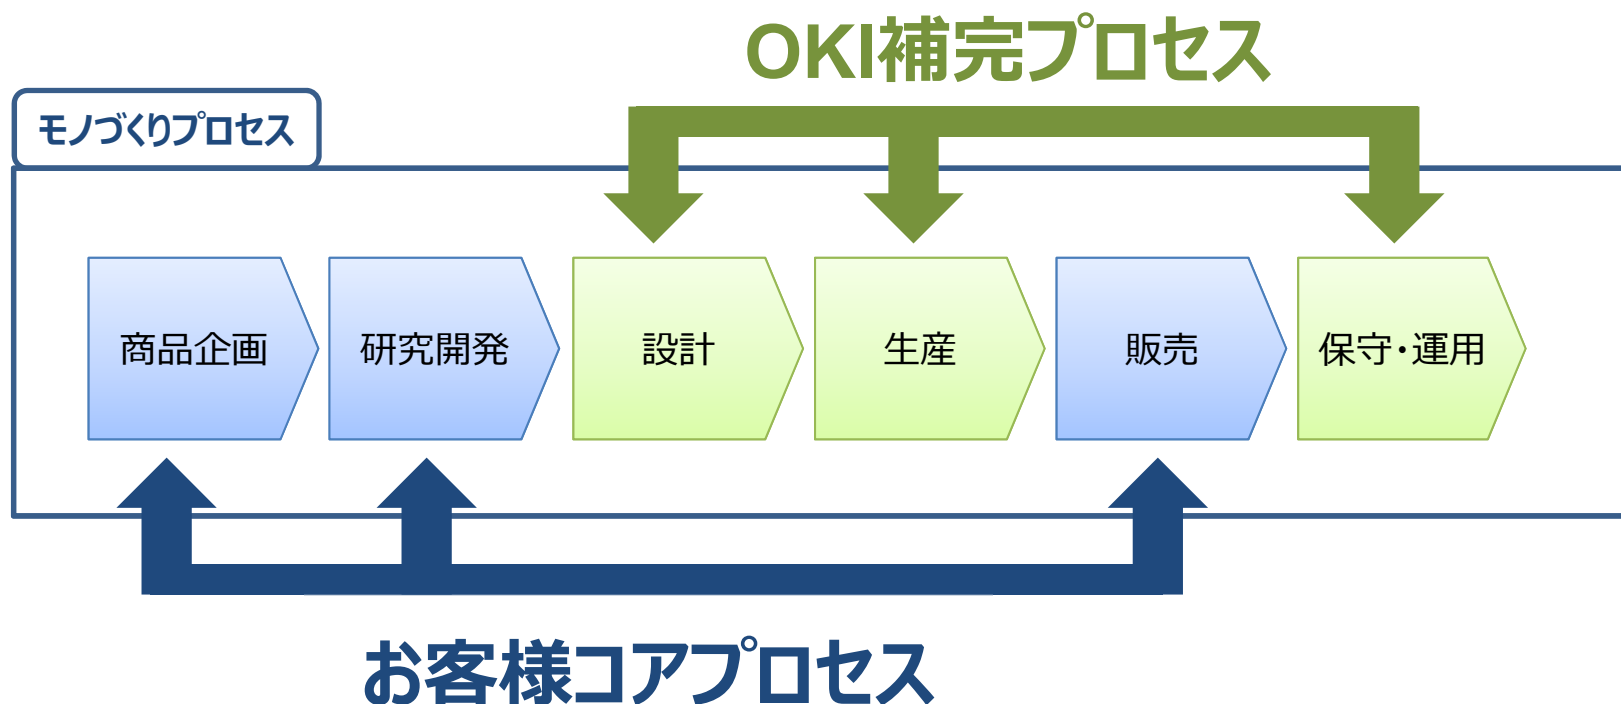 OKI補完プロセス
モノづくりプロセス
商品企画
研究開発
設計
生産
販売
保守・運用
お客様コアプロセス